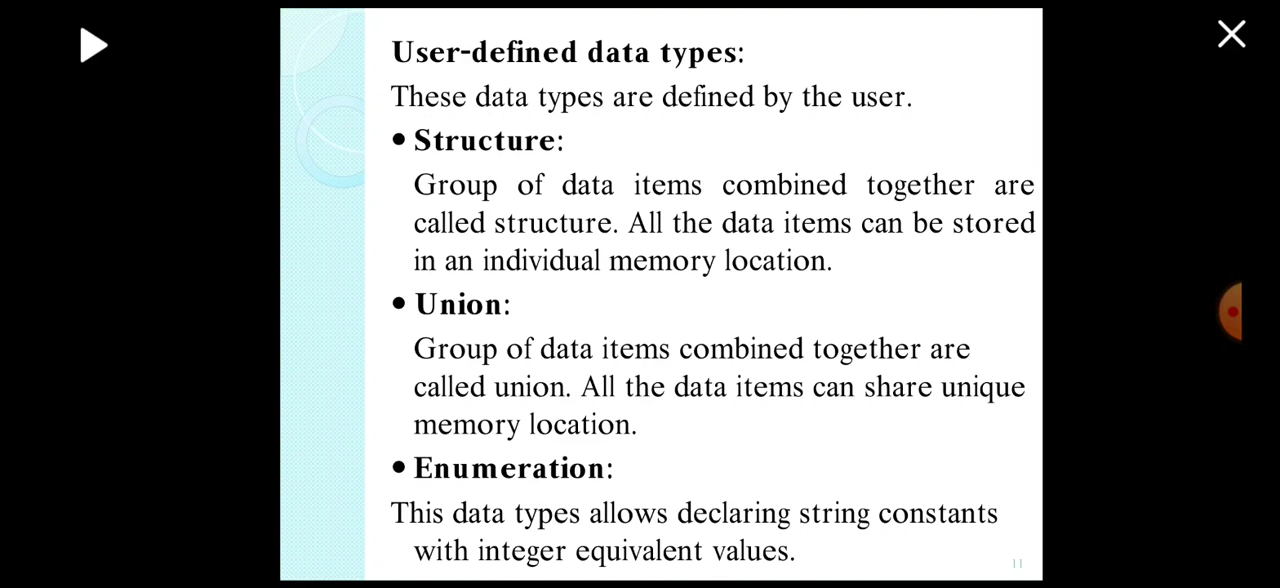 User-defined data types:
These data types are defined by the user.
• Structure:
Group of data items combined together are
called structure. All the data items can be stored
in an individual memory location.
• Union:
Group of data items combined together are
called union. All the data items can share unique
memory location.
• Enumeration:
This data types allows declaring string constants
with integer equivalent values.
11